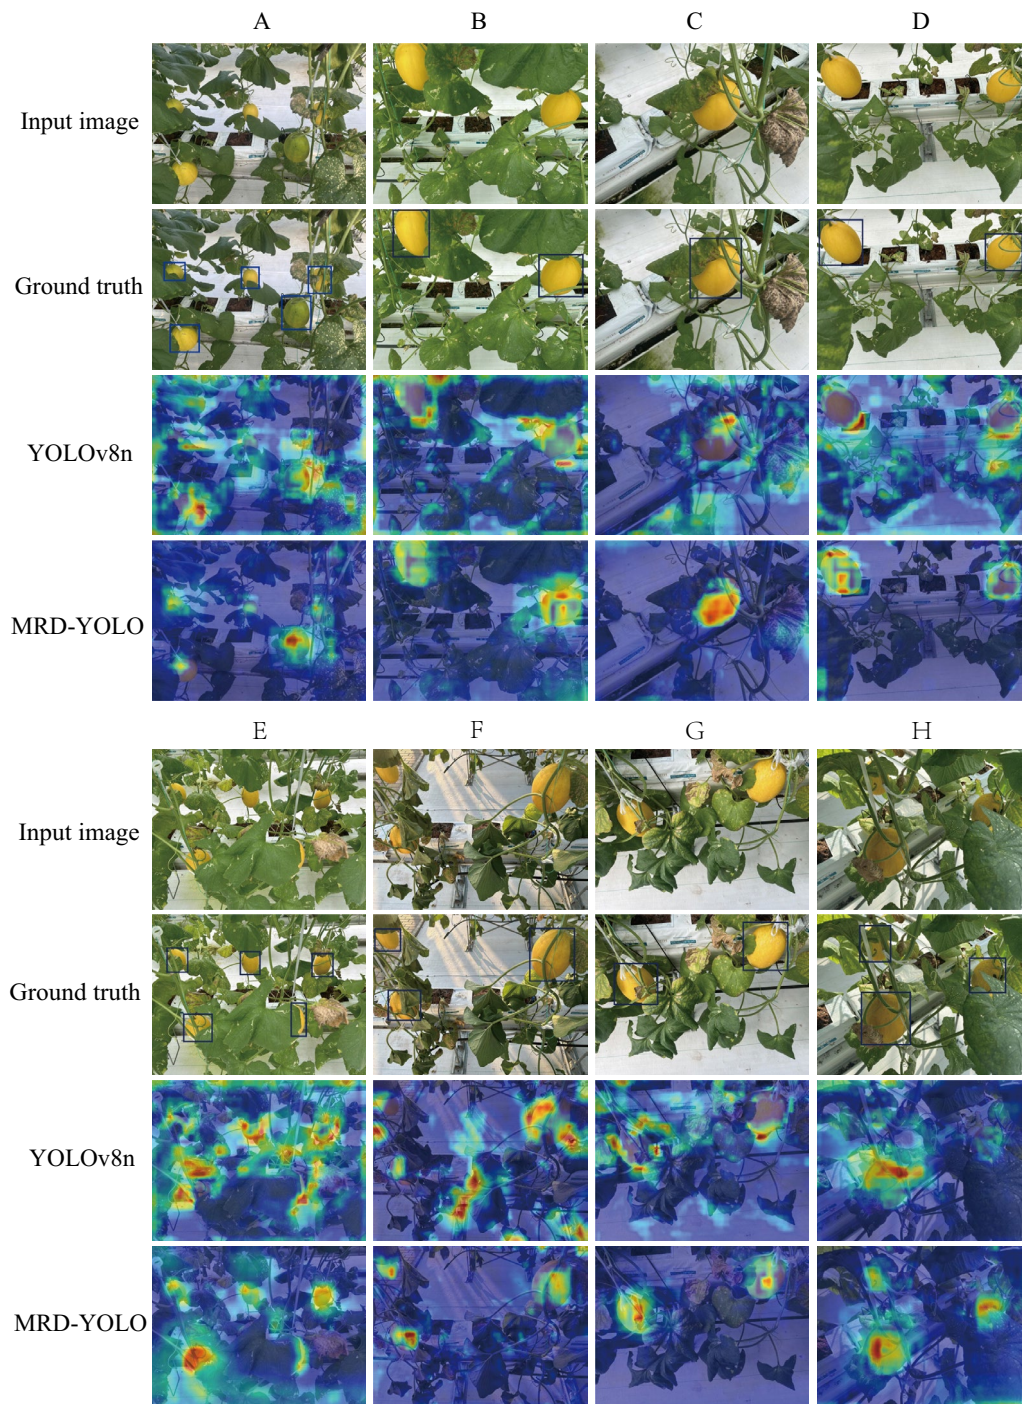 A B C D
Input image
Ground truth
YOLOv8n
MRD-YOLO
E F G H
Input image
Ground truth
YOLOv8n
MRD-YOLO